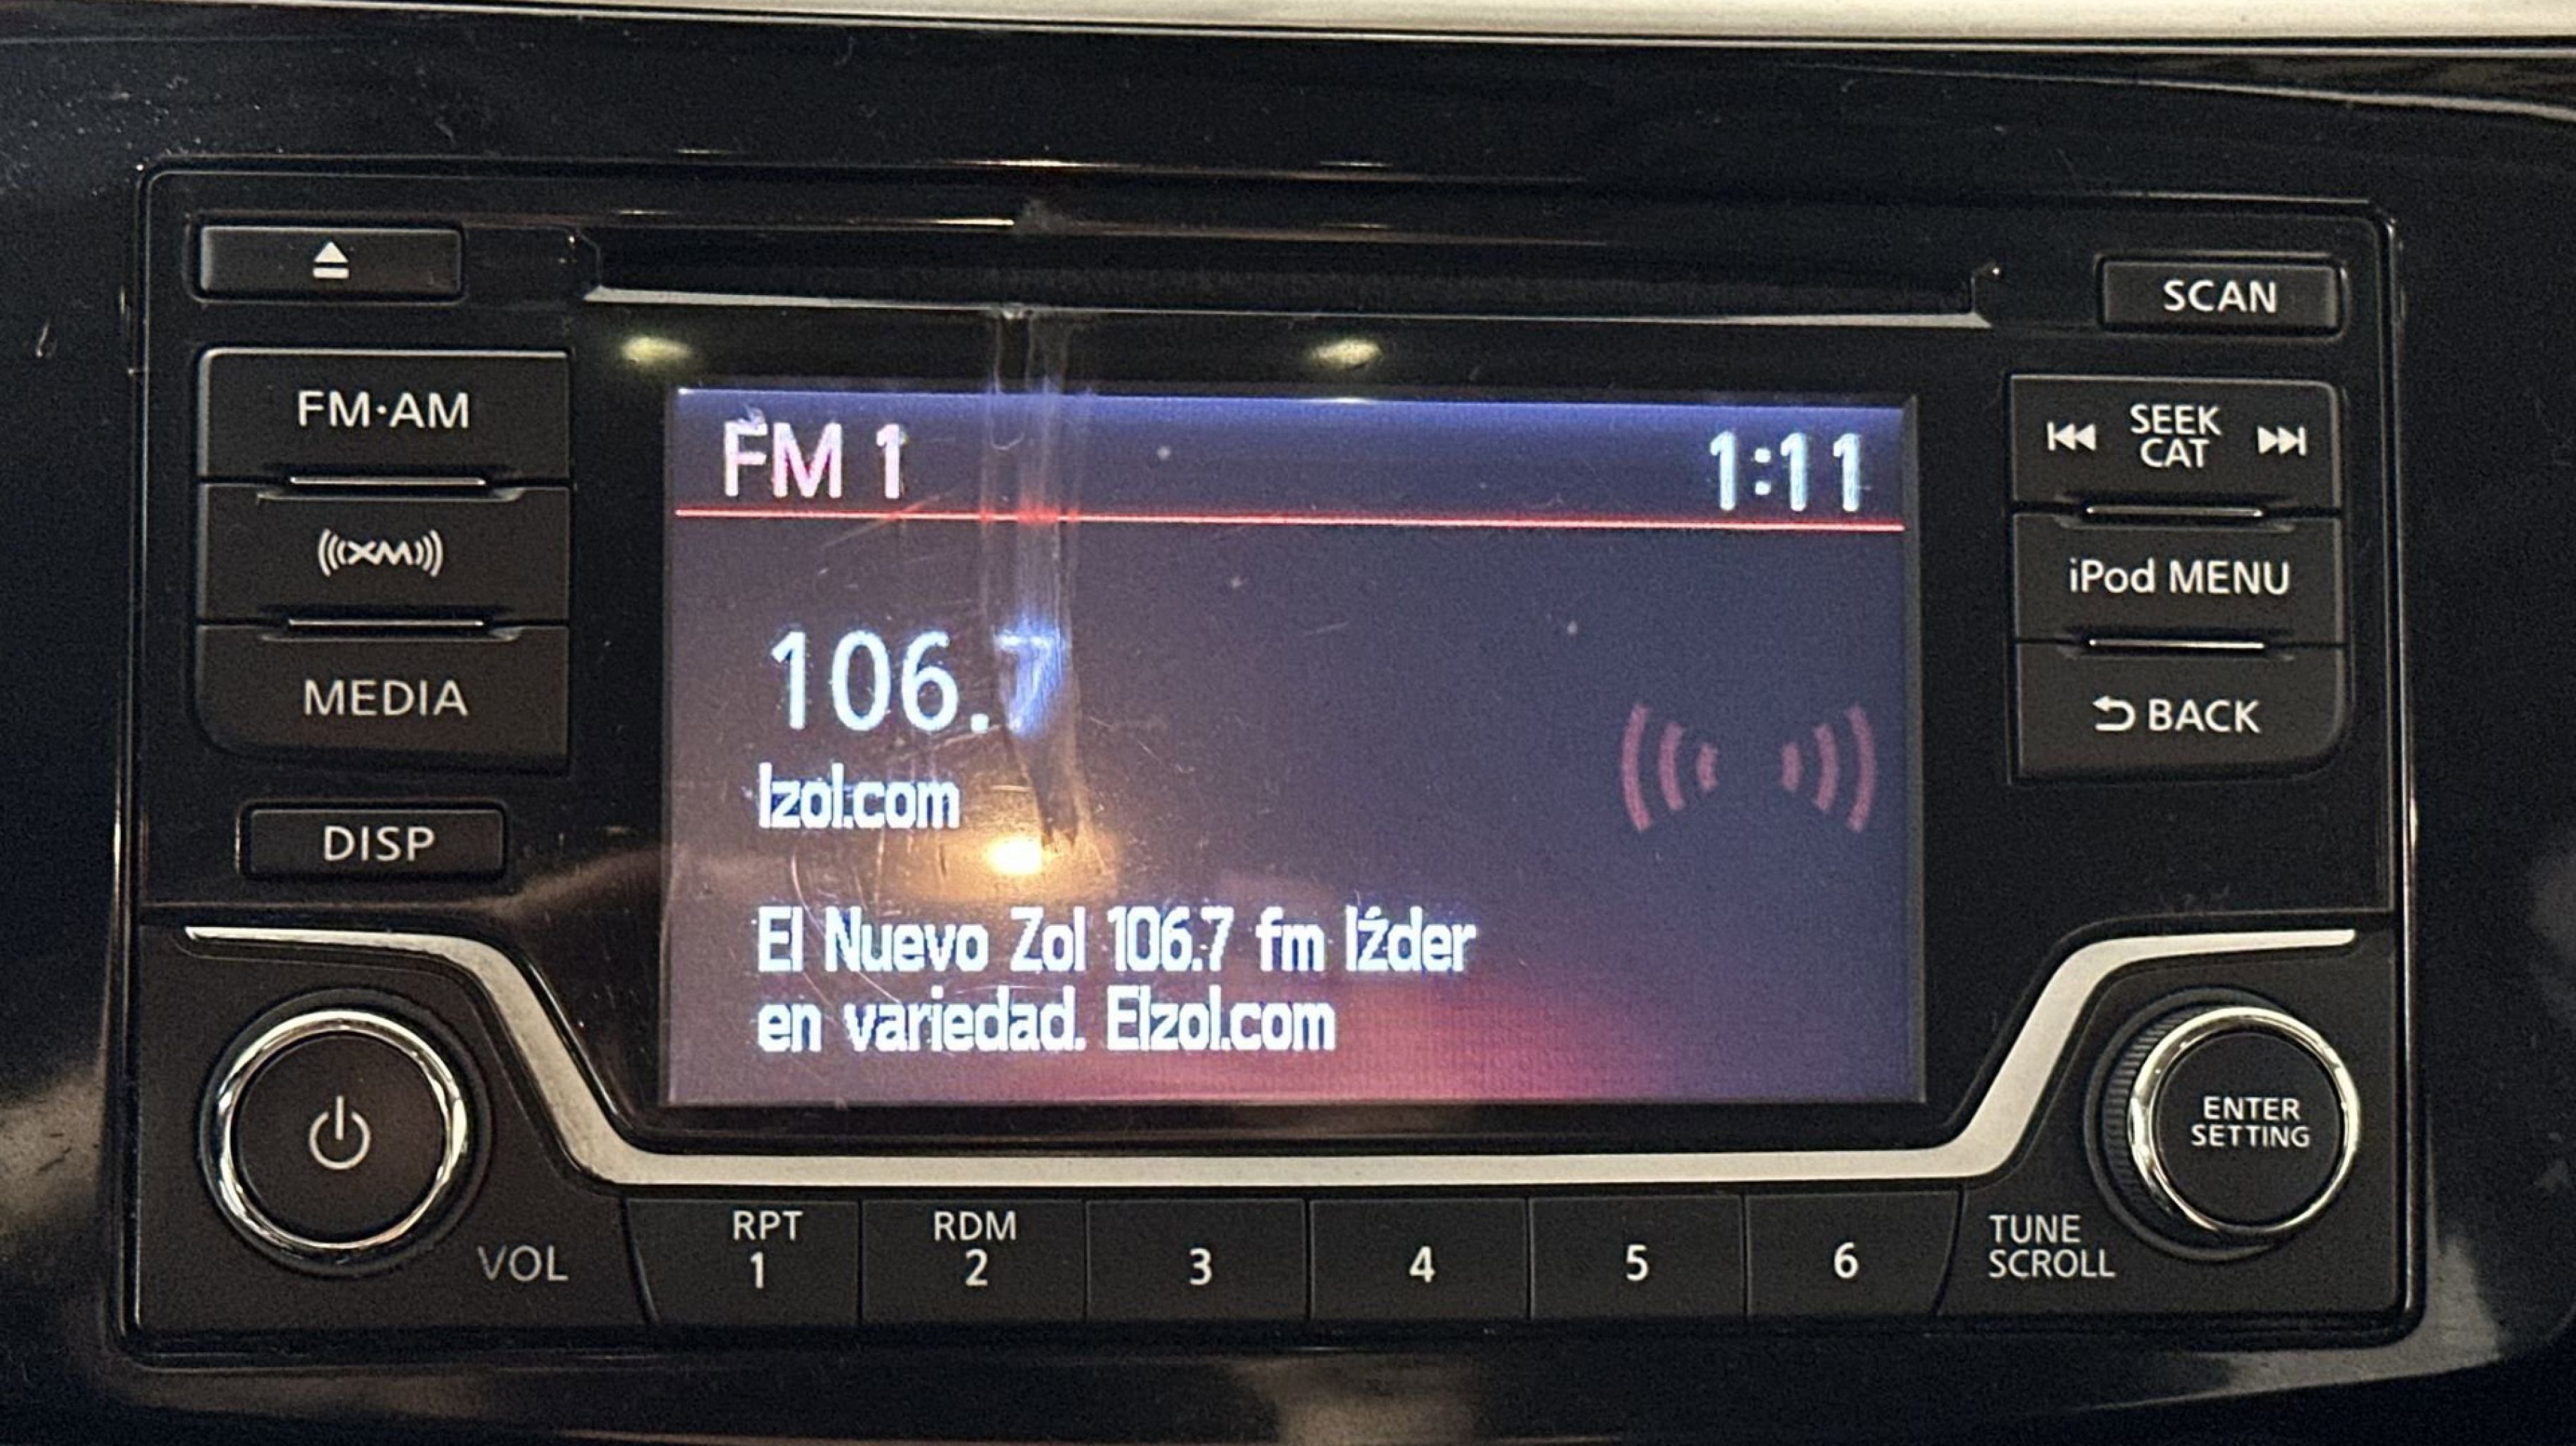 SCAN
FM·AM
SEEK
CAT
XM
iPod MENU
MEDIA
BACK
DISP
FM 1 1:11
106.7
lzol.com
El Nuevo Zol 106.7 fm lźder
en variedad. Elzol.com
ENTER
SETTING
VOL
RPT
1
RDM
2
3
4
5
6
TUNE
SCROLL